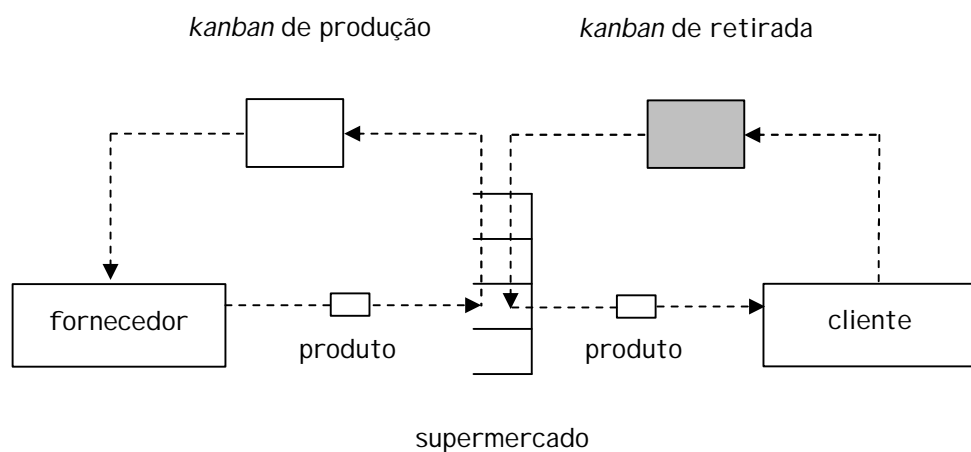 kanban de produção
kanban de retirada
fornecedor
cliente
produto
produto
supermercado